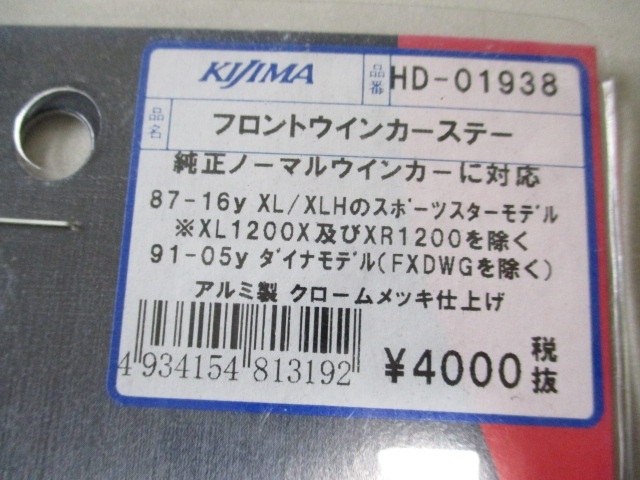 KIJIMA 品番 HD-01938
品名 フロントウインカーステー
純正ノーマルウインカーに対応
87-16y XL/XLHのスポーツスターモデル
※XL1200X及びXR1200を除く
91-05y ダイナモデル(FXDWGを除く)
アルミ製 クロームメッキ仕上げ
4 934154 813192 ¥4000 税抜